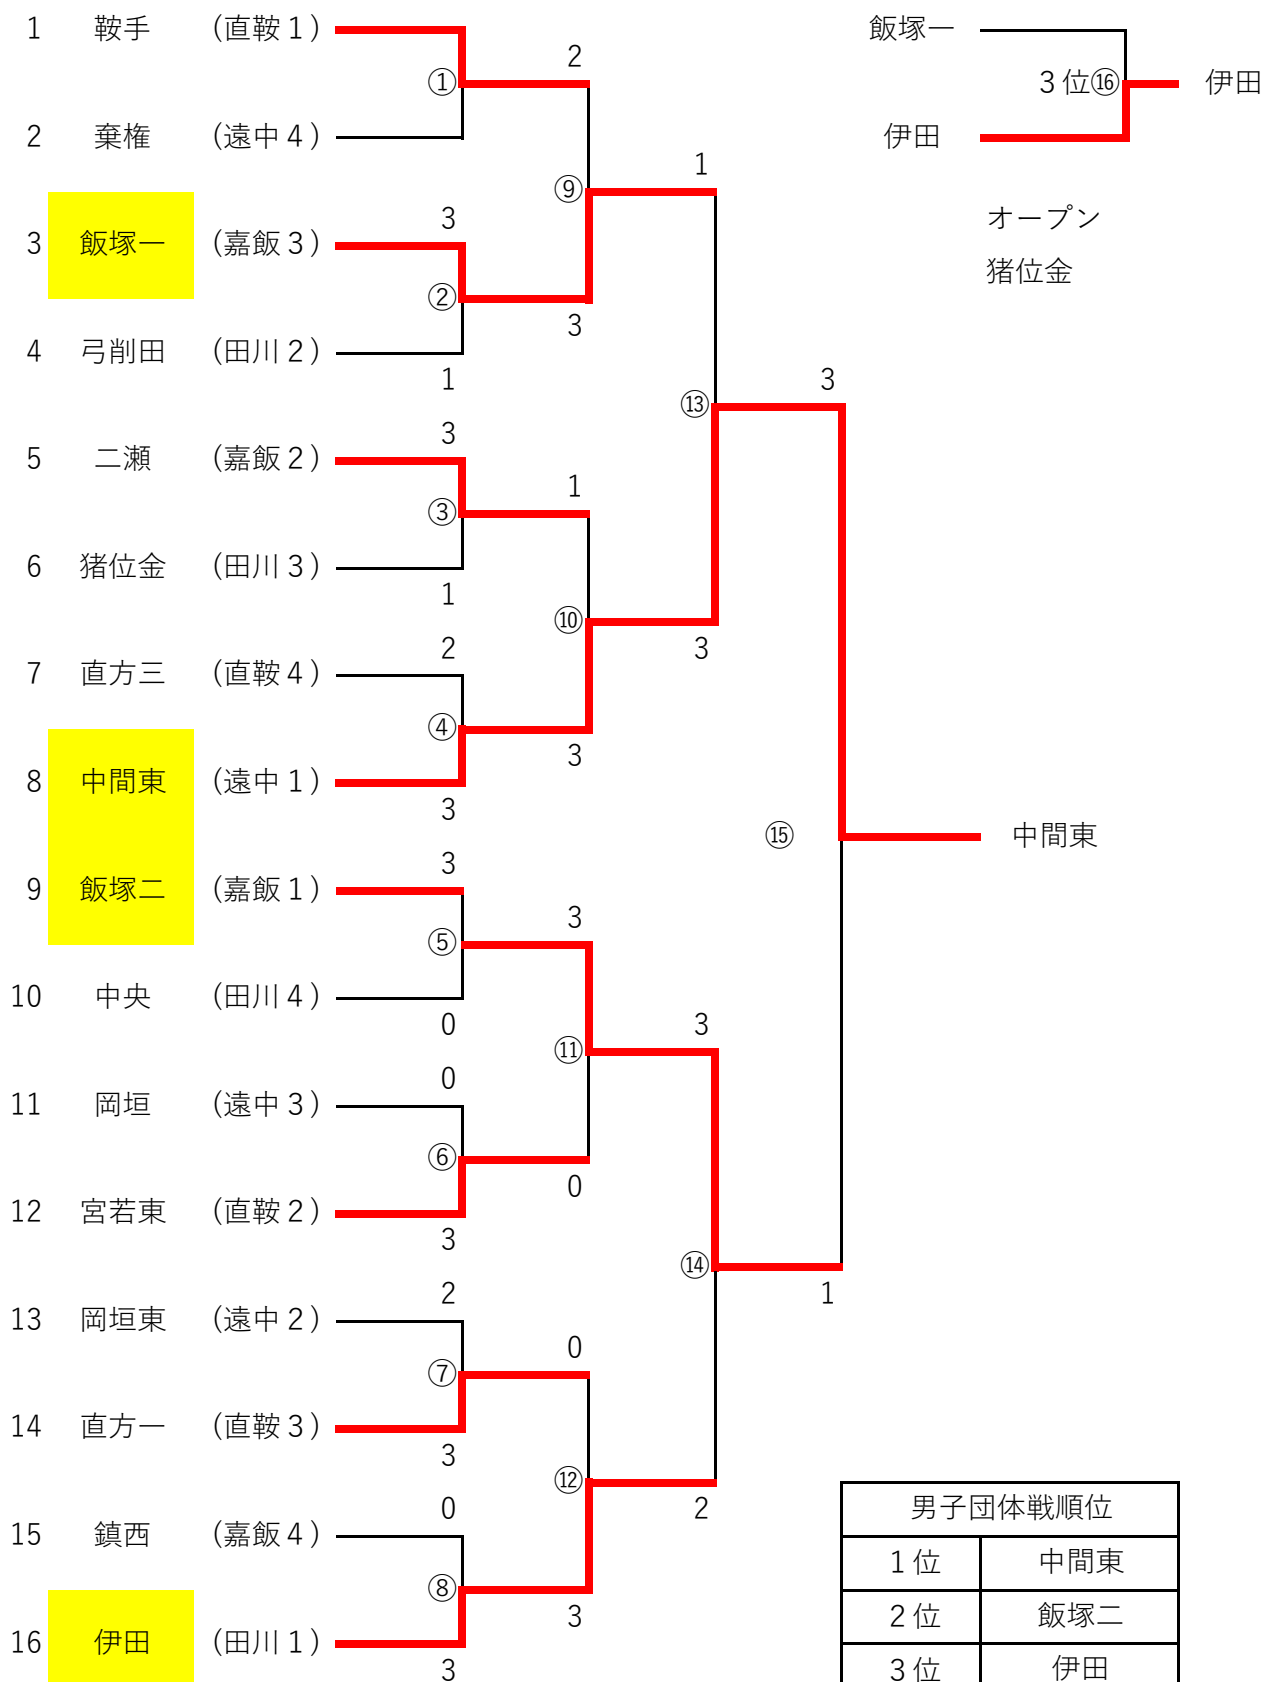 1 鞍手 (直鞍1)
①
2
2 棄権 (遠中4)
⑨
1
3 飯塚一 (嘉飯3)
3
②
3
4 弓削田 (田川2)
1
⑬
3
5 二瀬 (嘉飯2)
3
③
1
6 猪位金 (田川3)
1
⑩
3
7 直方三 (直鞍4)
2
④
3
8 中間東 (遠中1)
3
⑮
中間東
9 飯塚二 (嘉飯1)
3
⑤
3
10 中央 (田川4)
0
⑪
3
11 岡垣 (遠中3)
0
⑥
0
12 宮若東 (直鞍2)
3
⑭
1
13 岡垣東 (遠中2)
2
⑦
0
14 直方一 (直鞍3)
3
⑫
2
15 鎮西 (嘉飯4)
0
⑧
3
16 伊田 (田川1)
3
飯塚一
3位⑯
伊田
伊田
オープン
猪位金
男子団体戦順位
1位 中間東
2位 飯塚二
3位 伊田